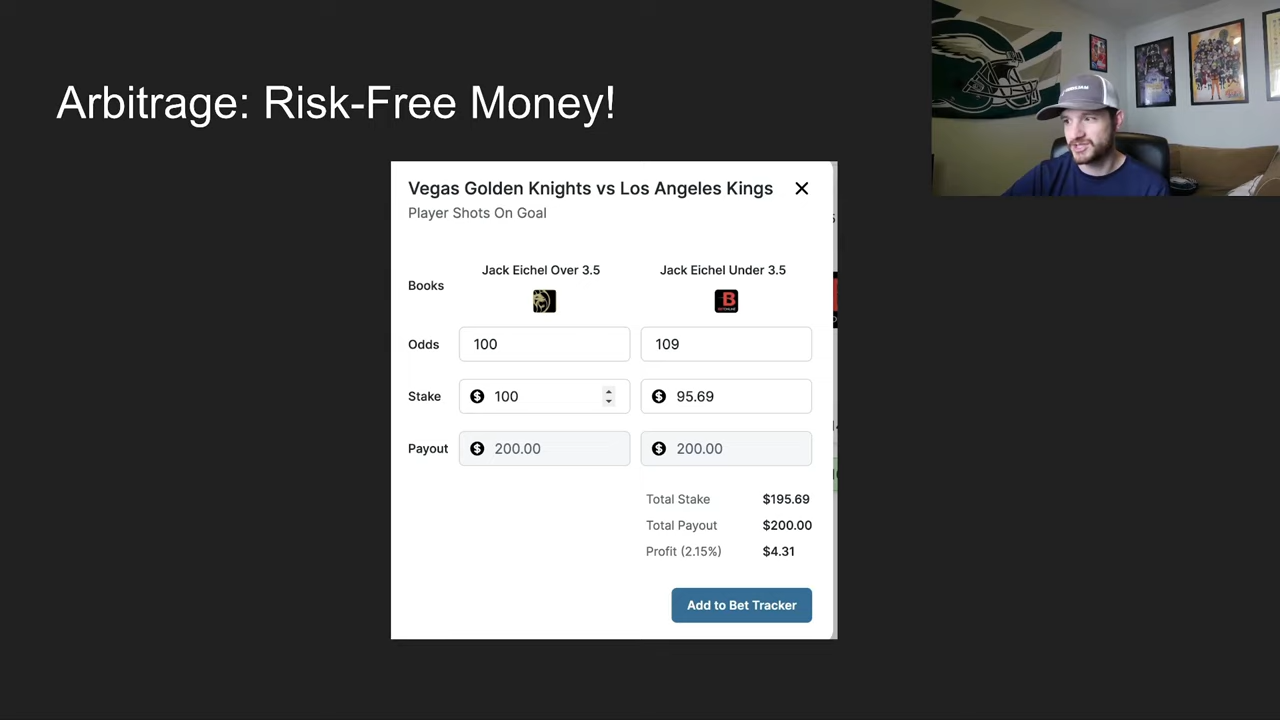 Arbitrage: Risk-Free Money!
Vegas Golden Knights vs Los Angeles Kings
Player Shots On Goal
Books
Jack Eichel Over 3.5
Jack Eichel Under 3.5
B
Odds
100
109
Stake
$ 100
$ 95.69
Payout
$ 200.00
$ 200.00
Total Stake $195.69
Total Payout $200.00
Profit (2.15%) $4.31
Add to Bet Tracker